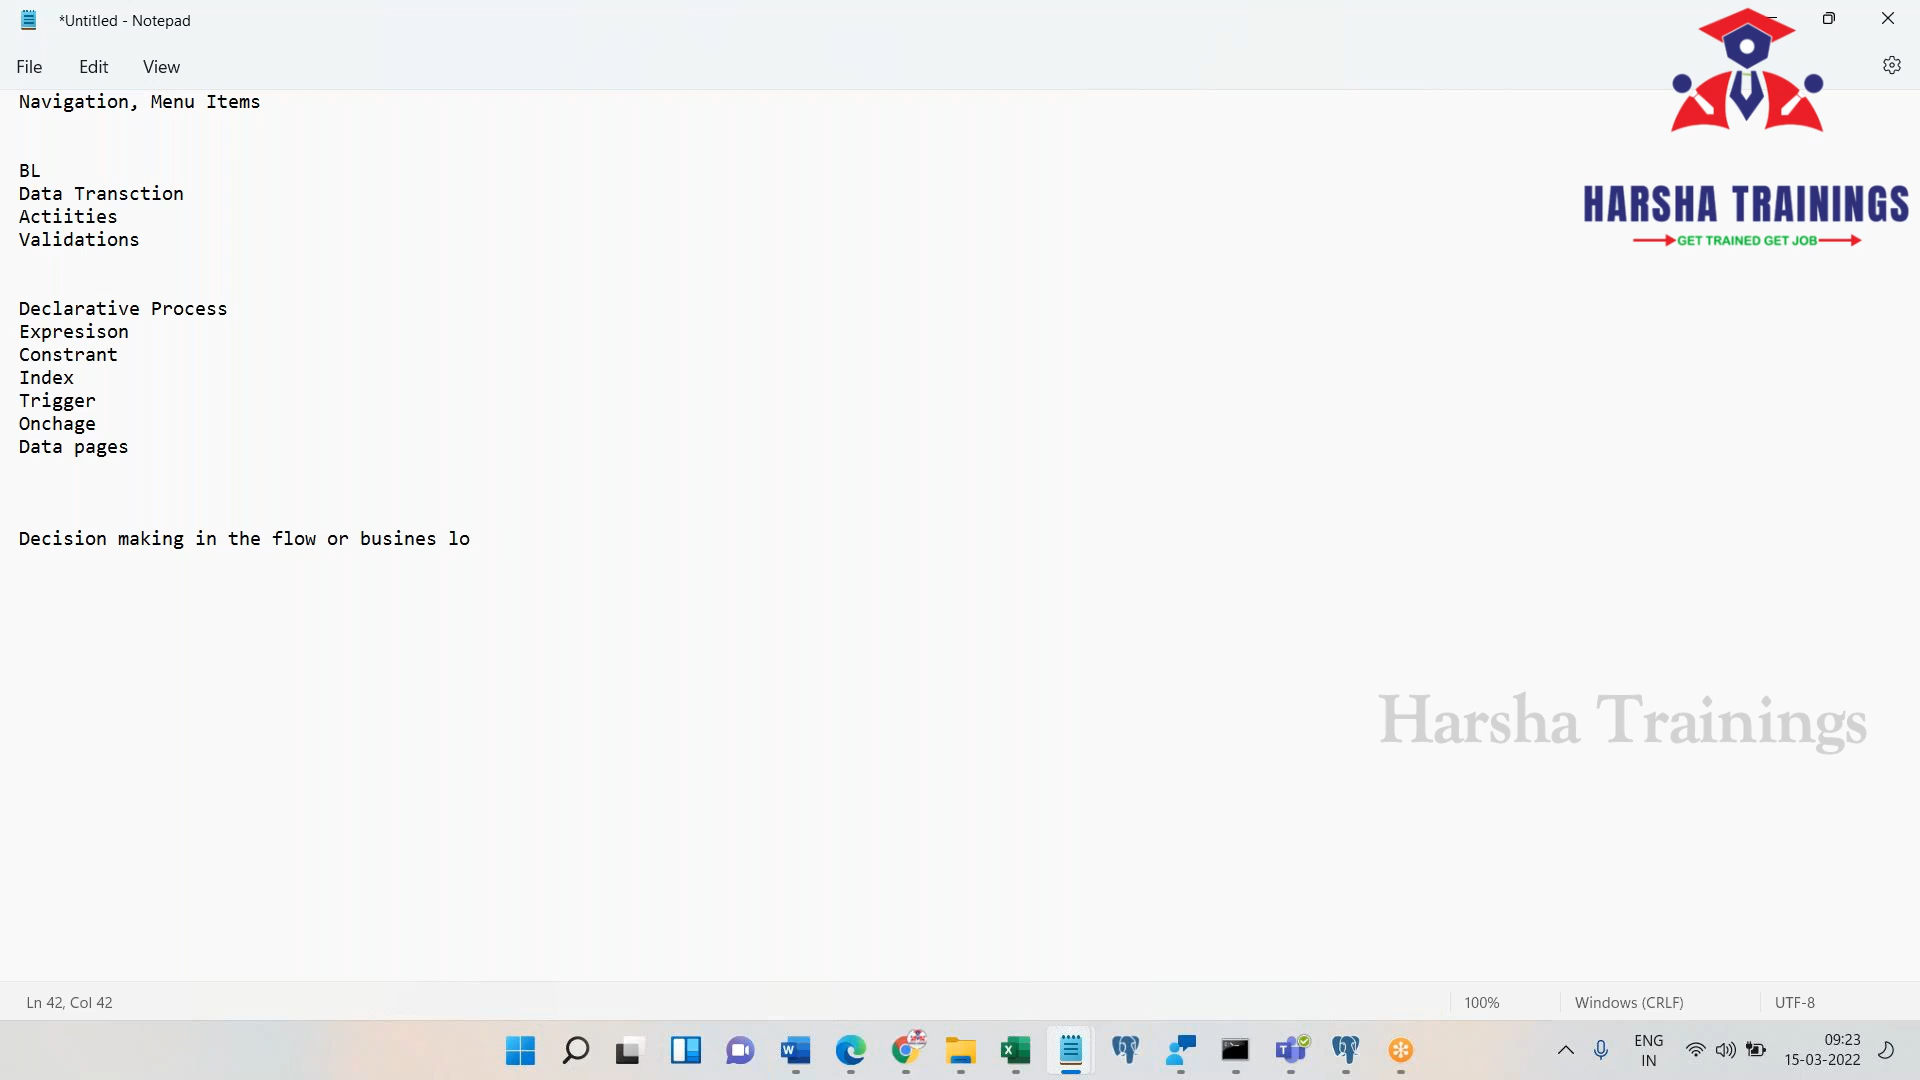 *Untitled - Notepad
File Edit View
Navigation, Menu Items
BL
Data Transction
Actiities
Validations
Declarative Process
Expresison
Constrant
Index
Trigger
Onchage
Data pages
Decision making in the flow or busines lo
HARSHA TRAININGS
GET TRAINED GET JOB
Harsha Trainings
Ln 42, Col 42
100%
Windows (CRLF)
UTF-8
ENG
IN
09:23
15-03-2022